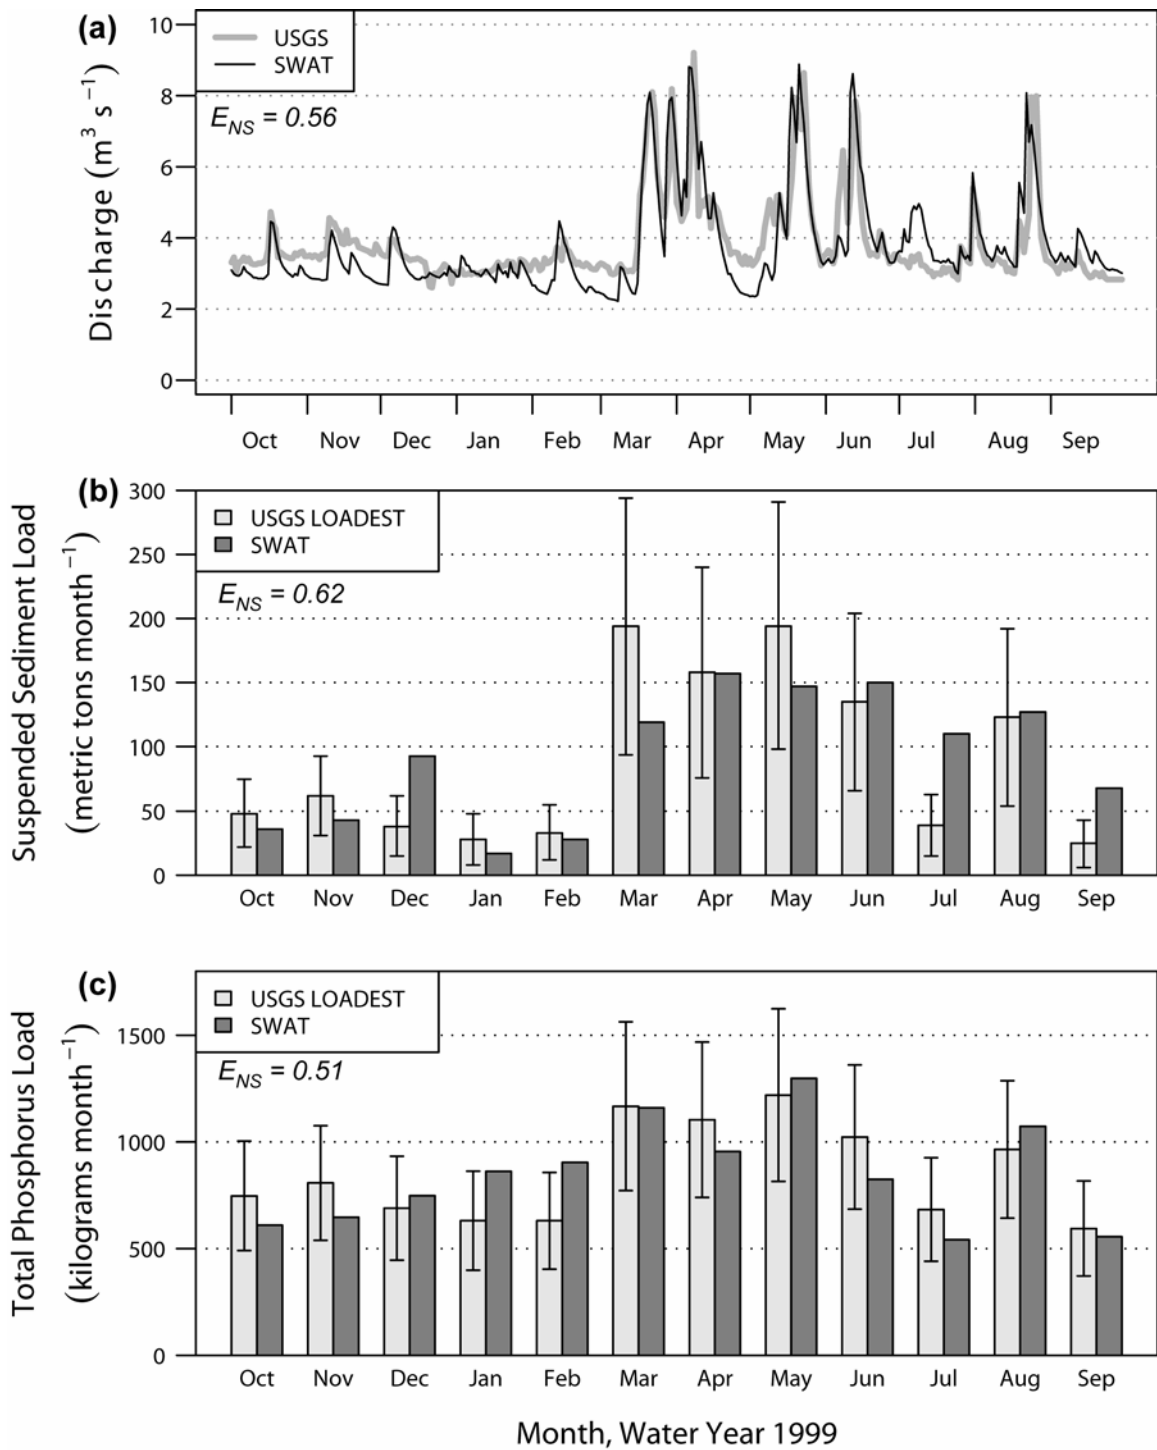 (a)
USGS
SWAT
E_NS = 0.56
Discharge (m³ s⁻¹)
10
8
6
4
2
0
Oct Nov Dec Jan Feb Mar Apr May Jun Jul Aug Sep
(b)
USGS LOADEST
SWAT
E_NS = 0.62
Suspended Sediment Load
(metric tons month⁻¹)
300
250
200
150
100
50
0
Oct Nov Dec Jan Feb Mar Apr May Jun Jul Aug Sep
(c)
USGS LOADEST
SWAT
E_NS = 0.51
Total Phosphorus Load
(kilograms month⁻¹)
1500
1000
500
0
Oct Nov Dec Jan Feb Mar Apr May Jun Jul Aug Sep
Month, Water Year 1999